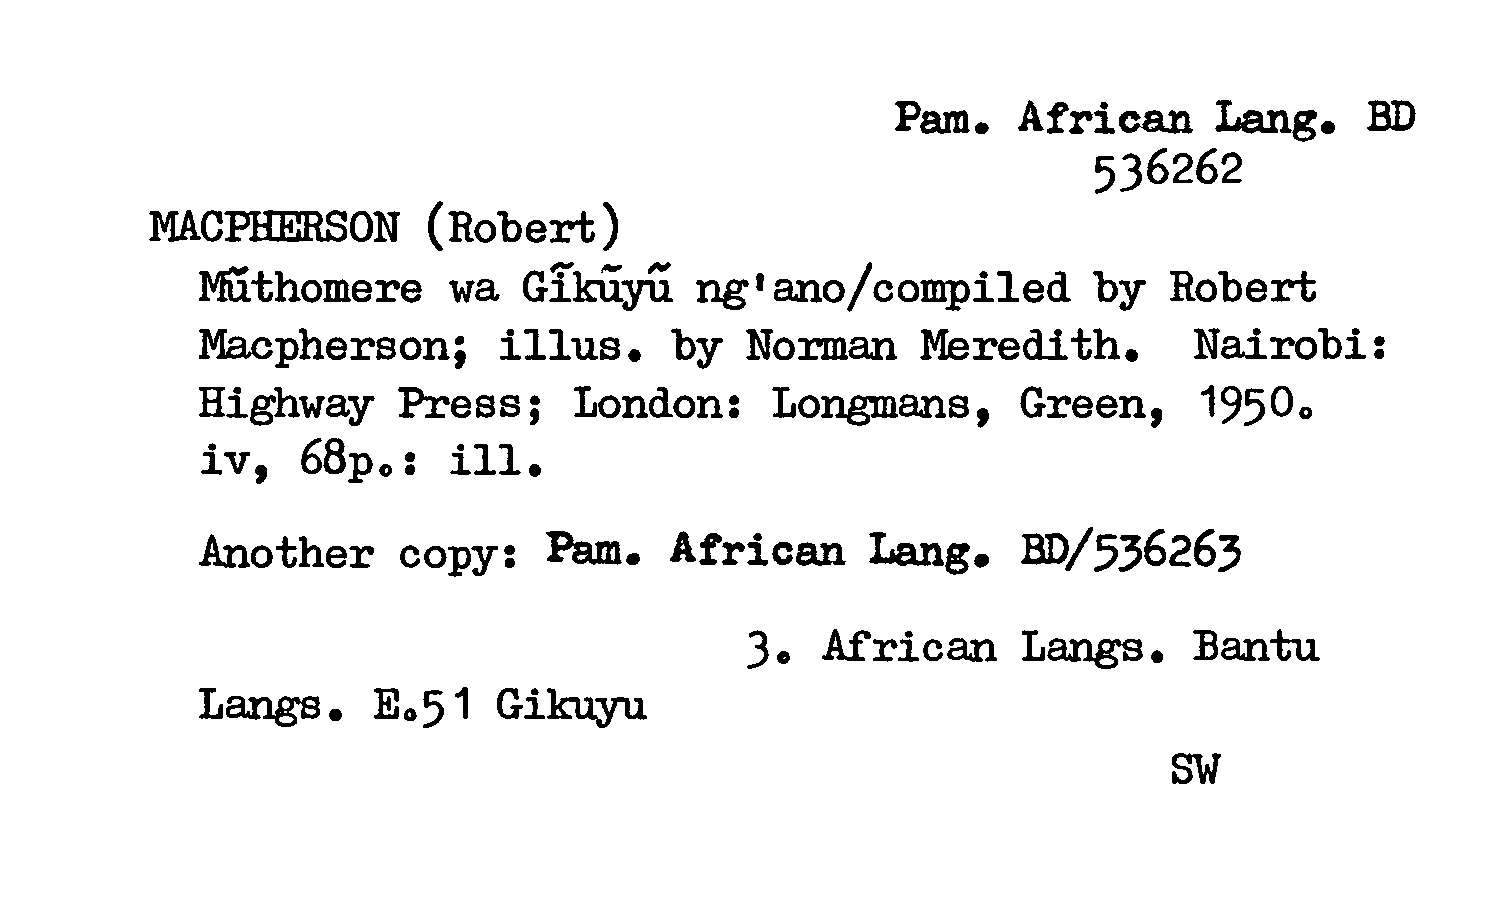 Pam. African Lang. BD
536262
MACPHERSON (Robert)
Mũthomere wa Gĩkũyũ ng'ano/compiled by Robert
Macpherson; illus. by Norman Meredith. Nairobi:
Highway Press; London: Longmans, Green, 1950.
iv, 68p.: ill.
Another copy: Pam. African Lang. BD/536263
3. African Langs. Bantu
Langs. E.51 Gikuyu
SW